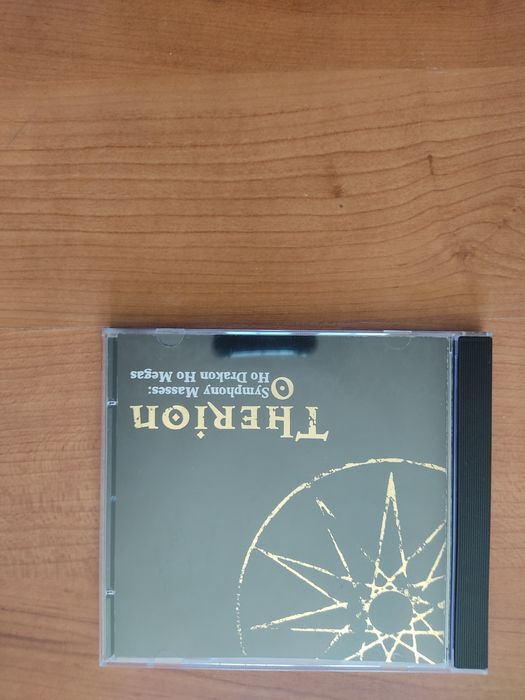 THERION
Symphony Masses:
Ho Drakon Ho Megas